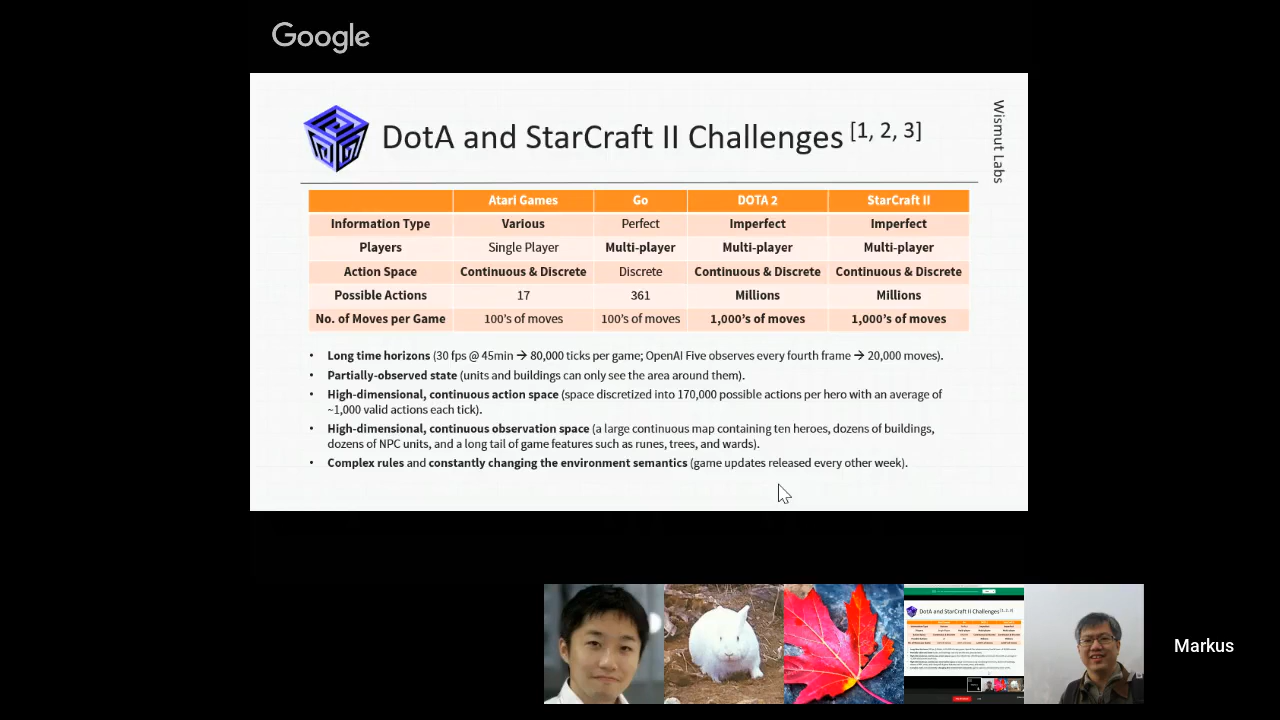 Google
DotA and StarCraft II Challenges [1, 2, 3]
Wismut Labs
Atari Games Go DOTA 2 StarCraft II
Information Type Various Perfect Imperfect Imperfect
Players Single Player Multi-player Multi-player Multi-player
Action Space Continuous & Discrete Discrete Continuous & Discrete Continuous & Discrete
Possible Actions 17 361 Millions Millions
No. of Moves per Game 100's of moves 100's of moves 1,000's of moves 1,000's of moves
• Long time horizons (30 fps @ 45min → 80,000 ticks per game; OpenAI Five observes every fourth frame → 20,000 moves).
• Partially-observed state (units and buildings can only see the area around them).
• High-dimensional, continuous action space (space discretized into 170,000 possible actions per hero with an average of
~1,000 valid actions each tick).
• High-dimensional, continuous observation space (a large continuous map containing ten heroes, dozens of buildings,
dozens of NPC units, and a long tail of game features such as runes, trees, and wards).
• Complex rules and constantly changing the environment semantics (game updates released every other week).
DotA and StarCraft II Challenges [1, 2, 3]
Markus